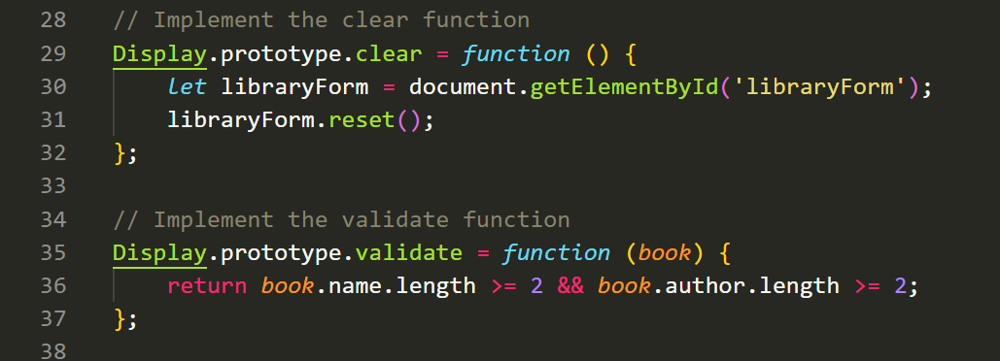 28 // Implement the clear function
29 Display.prototype.clear = function () {
30     let libraryForm = document.getElementById('libraryForm');
31     libraryForm.reset();
32 };
33
34 // Implement the validate function
35 Display.prototype.validate = function (book) {
36     return book.name.length >= 2 && book.author.length >= 2;
37 };
38